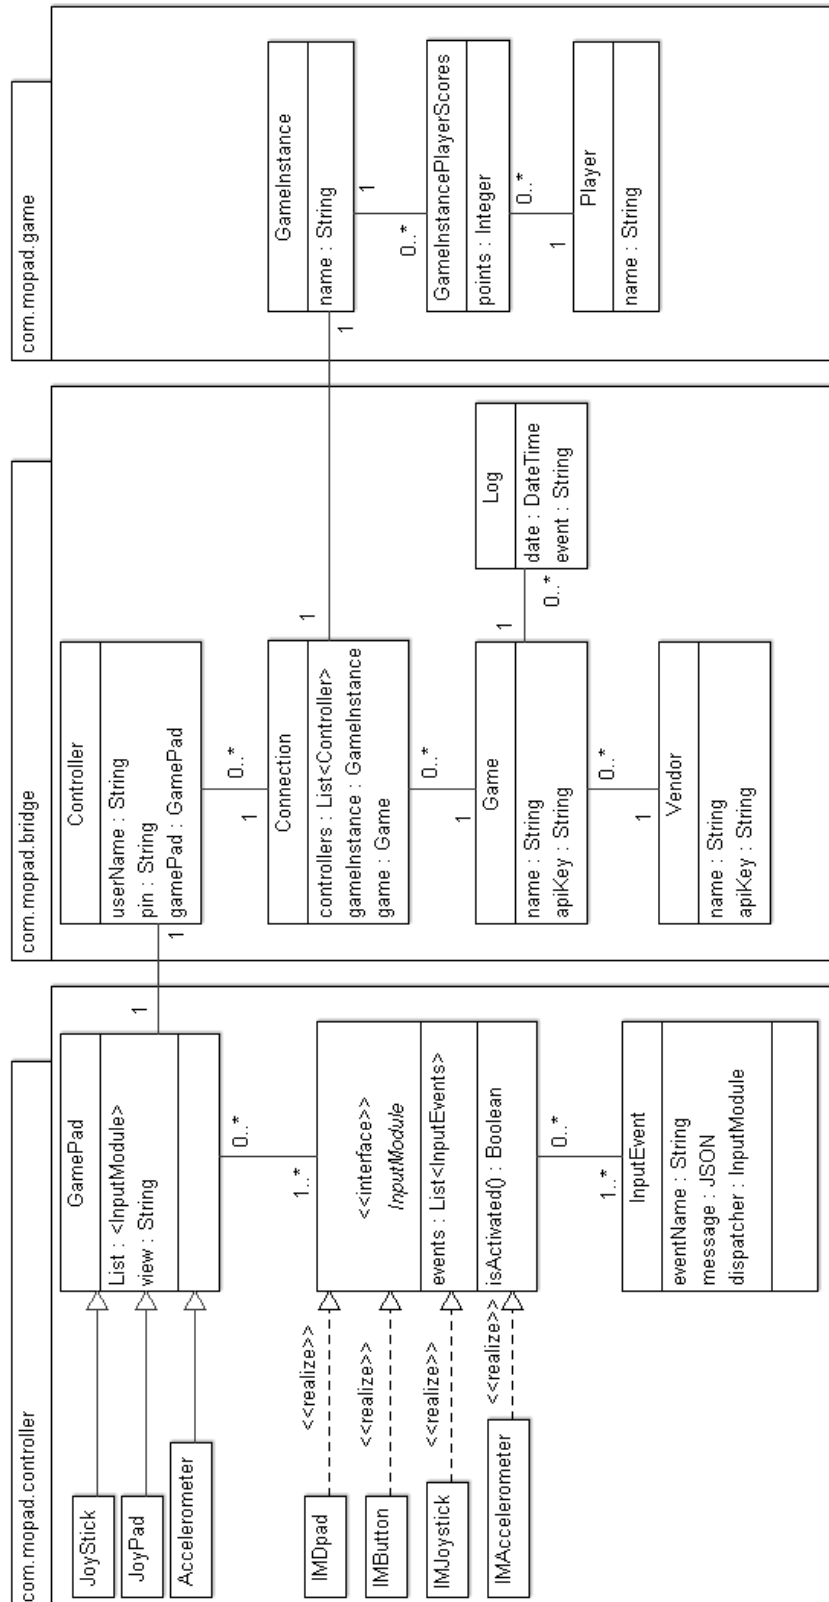 com.mopad.controller
JoyStick
JoyPad
Accelerometer
GamePad
List : <InputModule>
view : String
0..*
1..*
IMDpad
IMButton
IMJoystick
IMAccelerometer
<<realize>>
<<realize>>
<<realize>>
<<realize>>
<<interface>>
InputModule
events : List<InputEvents>
isActivated() : Boolean
0..*
1..*
InputEvent
eventName : String
message : JSON
dispatcher : InputModule
1
1
com.mopad.bridge
Controller
userName : String
pin : String
gamePad : GamePad
0..*
1
Connection
controllers : List<Controller>
gameInstance : GameInstance
game : Game
0..*
1
Game
name : String
apiKey : String
1
0..*
Log
date : DateTime
event : String
0..*
1
Vendor
name : String
apiKey : String
1
1
com.mopad.game
GameInstance
name : String
1
0..*
GameInstancePlayerScores
points : Integer
0..*
1
Player
name : String